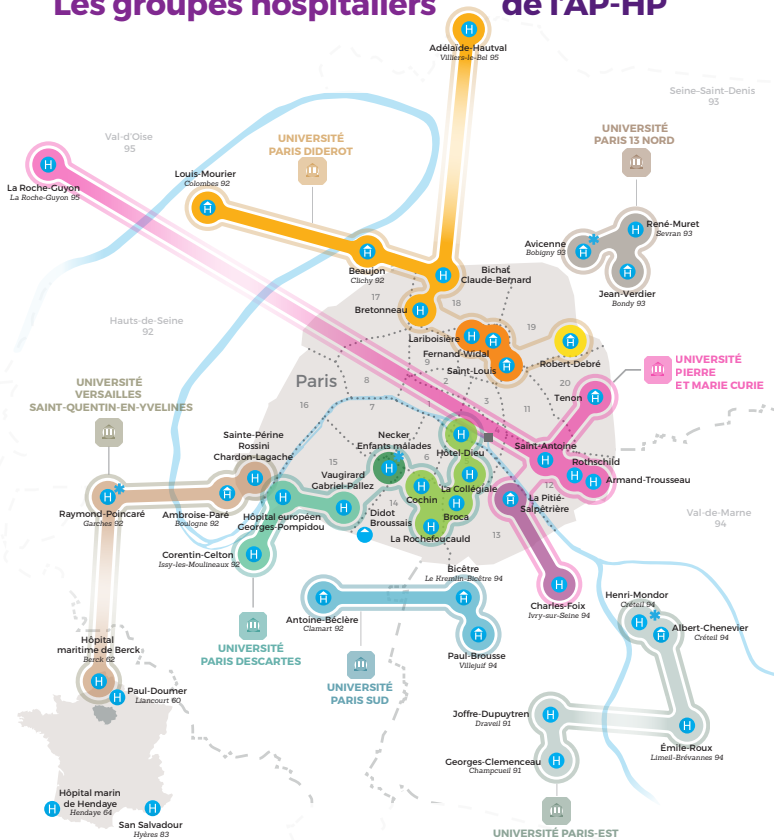 Les groupes hospitaliers de l'AP-HP
Adélaïde-Hautval
Villiers-le-Bel 95
Seine-Saint-Denis
93
Val-d'Oise
95
UNIVERSITÉ
PARIS DIDEROT
UNIVERSITÉ
PARIS 13 NORD
La Roche-Guyon
La Roche-Guyon 95
Louis-Mourier
Colombes 92
René-Muret
Sevran 93
Avicenne
Bobigny 93
Jean-Verdier
Bondy 93
Beaujon
Clichy 92
Bichat
Claude-Bernard
Bretonneau
17
18
19
Hauts-de-Seine
92
Lariboisière
Fernand-Widal
Saint-Louis
Robert-Debré
UNIVERSITÉ
PIERRE
ET MARIE CURIE
Paris
8
9
2
20
Tenon
UNIVERSITÉ
VERSAILLES
SAINT-QUENTIN-EN-YVELINES
16
7
1
3
11
4
Sainte-Périne
Rossini
Chardon-Lagache
Necker
Enfants malades
Hôtel-Dieu
Saint-Antoine
Rothschild
Armand-Trousseau
15
6
12
Vaugirard
Gabriel-Pallez
La Collégiale
Cochin
Broca
La Pitié-
Salpêtrière
14
13
Raymond-Poincaré
Garches 92
Ambroise-Paré
Boulogne 92
Hôpital européen
Georges-Pompidou
Didot
Broussais
La Rochefoucauld
Val-de-Marne
94
Corentin-Celton
Issy-les-Moulineaux 92
Bicêtre
Le Kremlin-Bicêtre 94
Charles-Foix
Ivry-sur-Seine 94
Henri-Mondor
Créteil 94
Albert-Chenevier
Créteil 94
Antoine-Béclère
Clamart 92
Paul-Brousse
Villejuif 94
UNIVERSITÉ
PARIS DESCARTES
UNIVERSITÉ
PARIS SUD
Hôpital
maritime de Berck
Berck 62
Paul-Doumer
Liancourt 60
Joffre-Dupuytren
Draveil 91
Émile-Roux
Limeil-Brévannes 94
Georges-Clemenceau
Champcueil 91
Hôpital marin
de Hendaye
Hendaye 64
San Salvadour
Hyères 83
UNIVERSITÉ PARIS-EST